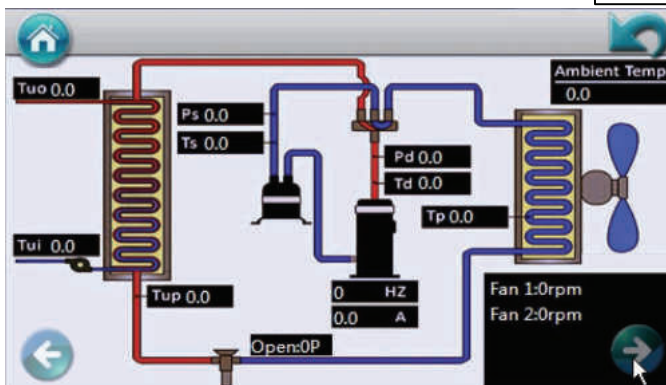 Ambient Temp
0.0
Tuo 0.0
Ps 0.0
Ts 0.0
Pd 0.0
Td 0.0
Tp 0.0
Tui 0.0
Tup 0.0
0 HZ
0.0 A
Fan 1:0rpm
Fan 2:0rpm
Open:0P